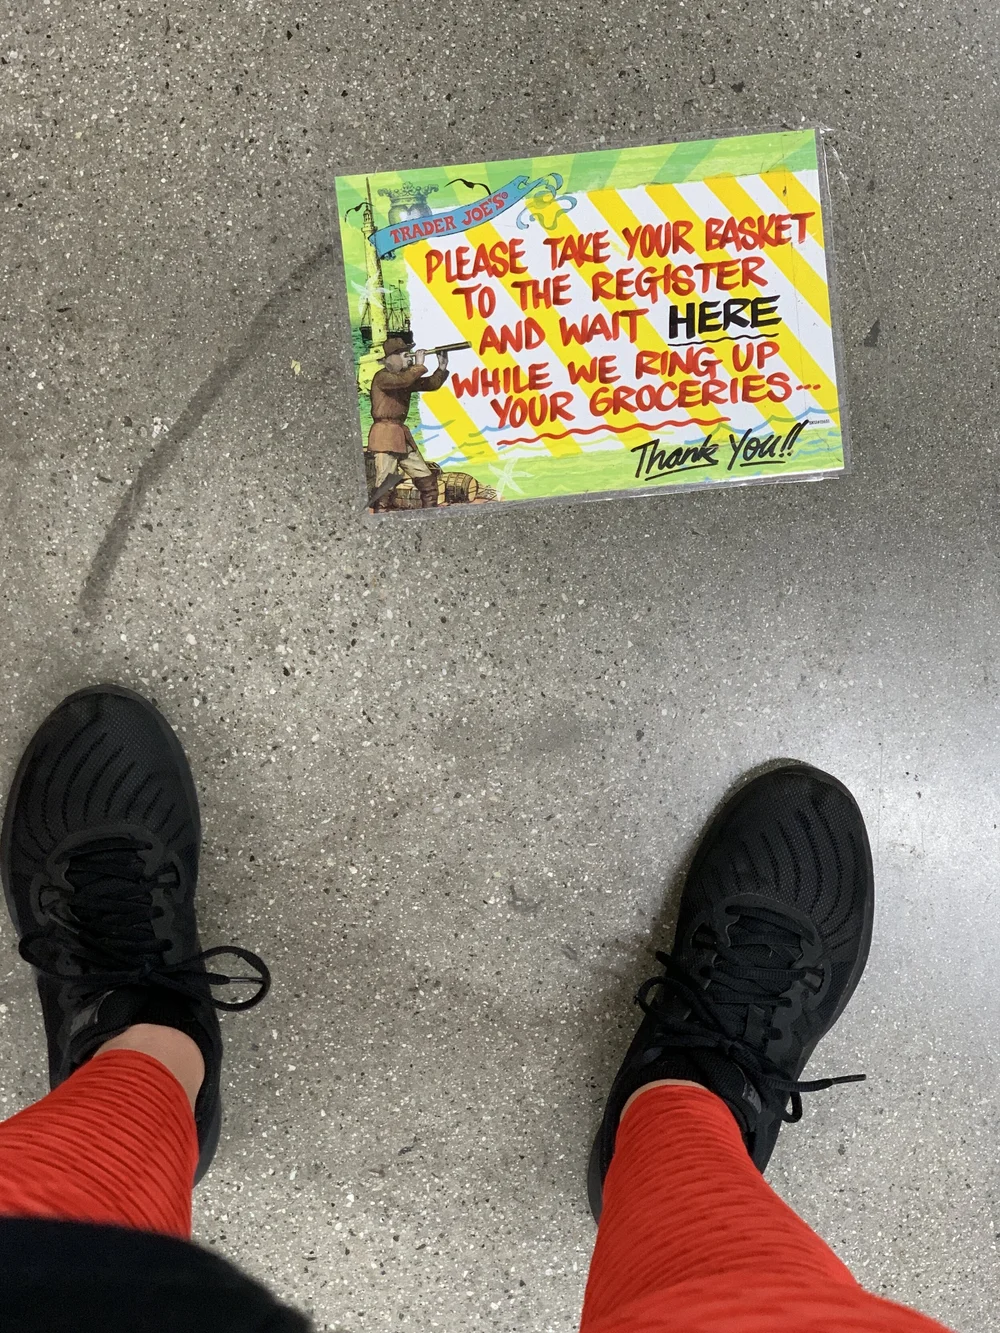 TRADER JOE'S®
PLEASE TAKE YOUR BASKET
TO THE REGISTER
AND WAIT HERE
WHILE WE RING UP
YOUR GROCERIES...
Thank You!!